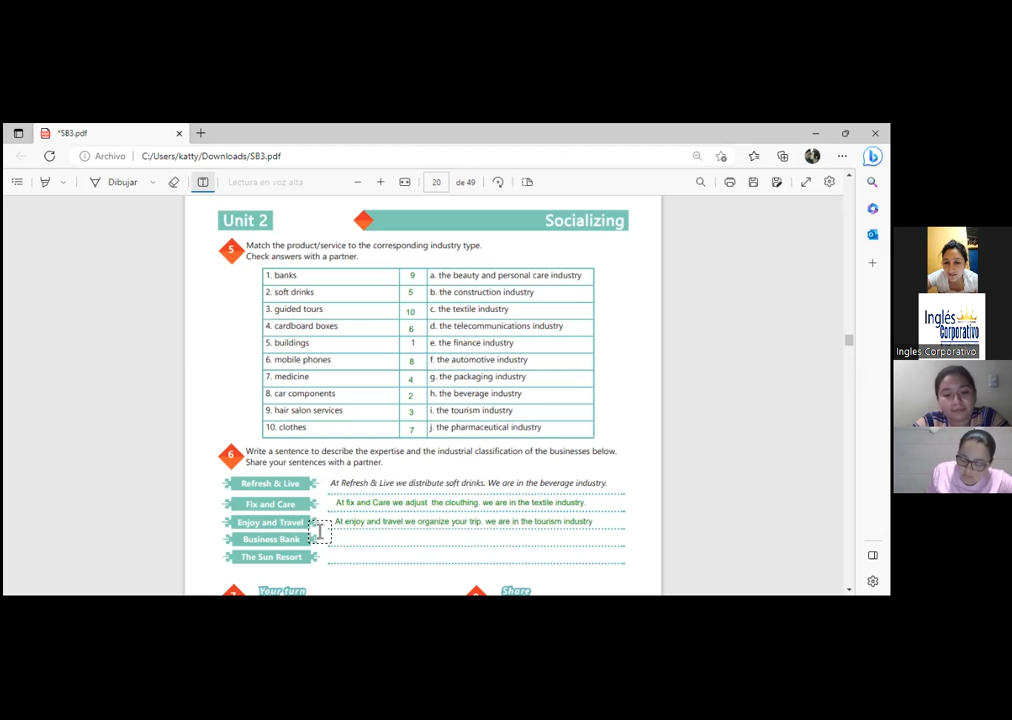 *SB3.pdf
Archivo
C:/Users/katty/Downloads/SB3.pdf
Dibujar
Lectura en voz alta
20
de 49
Unit 2
Socializing
5
Match the product/service to the corresponding industry type.
Check answers with a partner.
1. banks 9 a. the beauty and personal care industry
2. soft drinks 5 b. the construction industry
3. guided tours 10 c. the textile industry
4. cardboard boxes 6 d. the telecommunications industry
5. buildings 1 e. the finance industry
6. mobile phones 8 f. the automotive industry
7. medicine 4 g. the packaging industry
8. car components 2 h. the beverage industry
9. hair salon services 3 i. the tourism industry
10. clothes 7 j. the pharmaceutical industry
6
Write a sentence to describe the expertise and the industrial classification of the businesses below.
Share your sentences with a partner.
Refresh & Live At Refresh & Live we distribute soft drinks. We are in the beverage industry.
Fix and Care At fix and Care we adjust the clouthing. we are in the textile industry.
Enjoy and Travel At enjoy and travel we organize your trip. we are in the tourism industry
Business Bank
The Sun Resort
7
Your turn
8
Share
Inglés
Corporativo
Ingles Corporativo